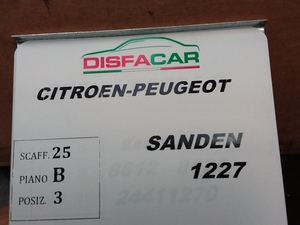 DISFACAR
CITROEN-PEUGEOT
SANDEN
1227
SCAFF. 25
PIANO B
POSIZ. 3